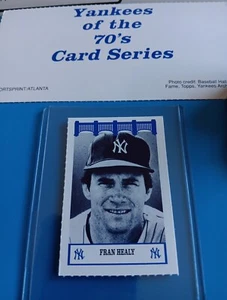 Yankees
of the
70's
Card Series
Photo credit: Baseball Hall
Fame, Topps, Yankees
SPORTSPRINT/ATLANTA
NY
FRAN HEALY
NY
NY